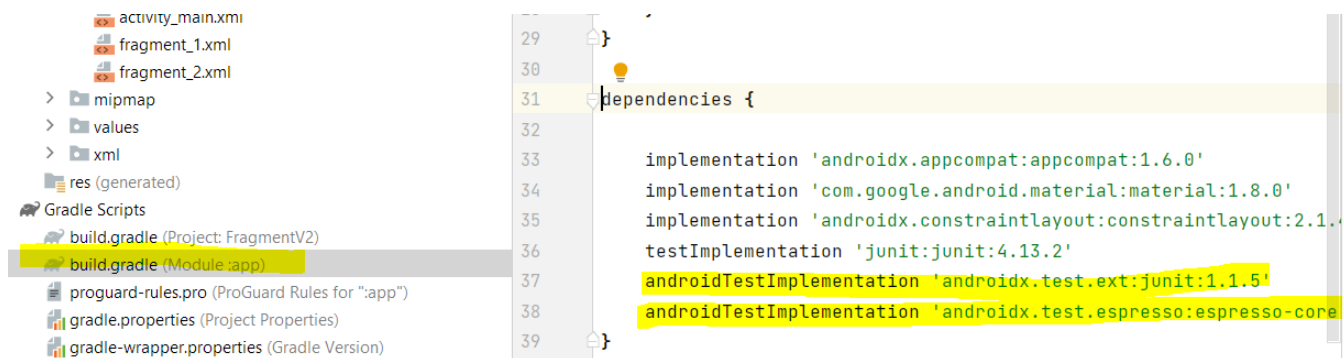 activity_main.xml
fragment_1.xml
fragment_2.xml
mipmap
values
xml
res (generated)
Gradle Scripts
build.gradle (Project: FragmentV2)
build.gradle (Module :app)
proguard-rules.pro (ProGuard Rules for ":app")
gradle.properties (Project Properties)
gradle-wrapper.properties (Gradle Version)
29 }
30
31 dependencies {
32
33 implementation 'androidx.appcompat:appcompat:1.6.0'
34 implementation 'com.google.android.material:material:1.8.0'
35 implementation 'androidx.constraintlayout:constraintlayout:2.1.
36 testImplementation 'junit:junit:4.13.2'
37 androidTestImplementation 'androidx.test.ext:junit:1.1.5'
38 androidTestImplementation 'androidx.test.espresso:espresso-core
39 }